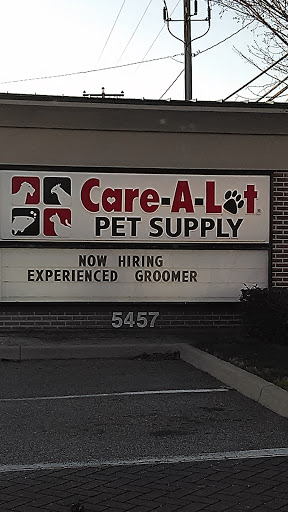 Care-A-Lot
PET SUPPLY
NOW HIRING
EXPERIENCED GROOMER
5457